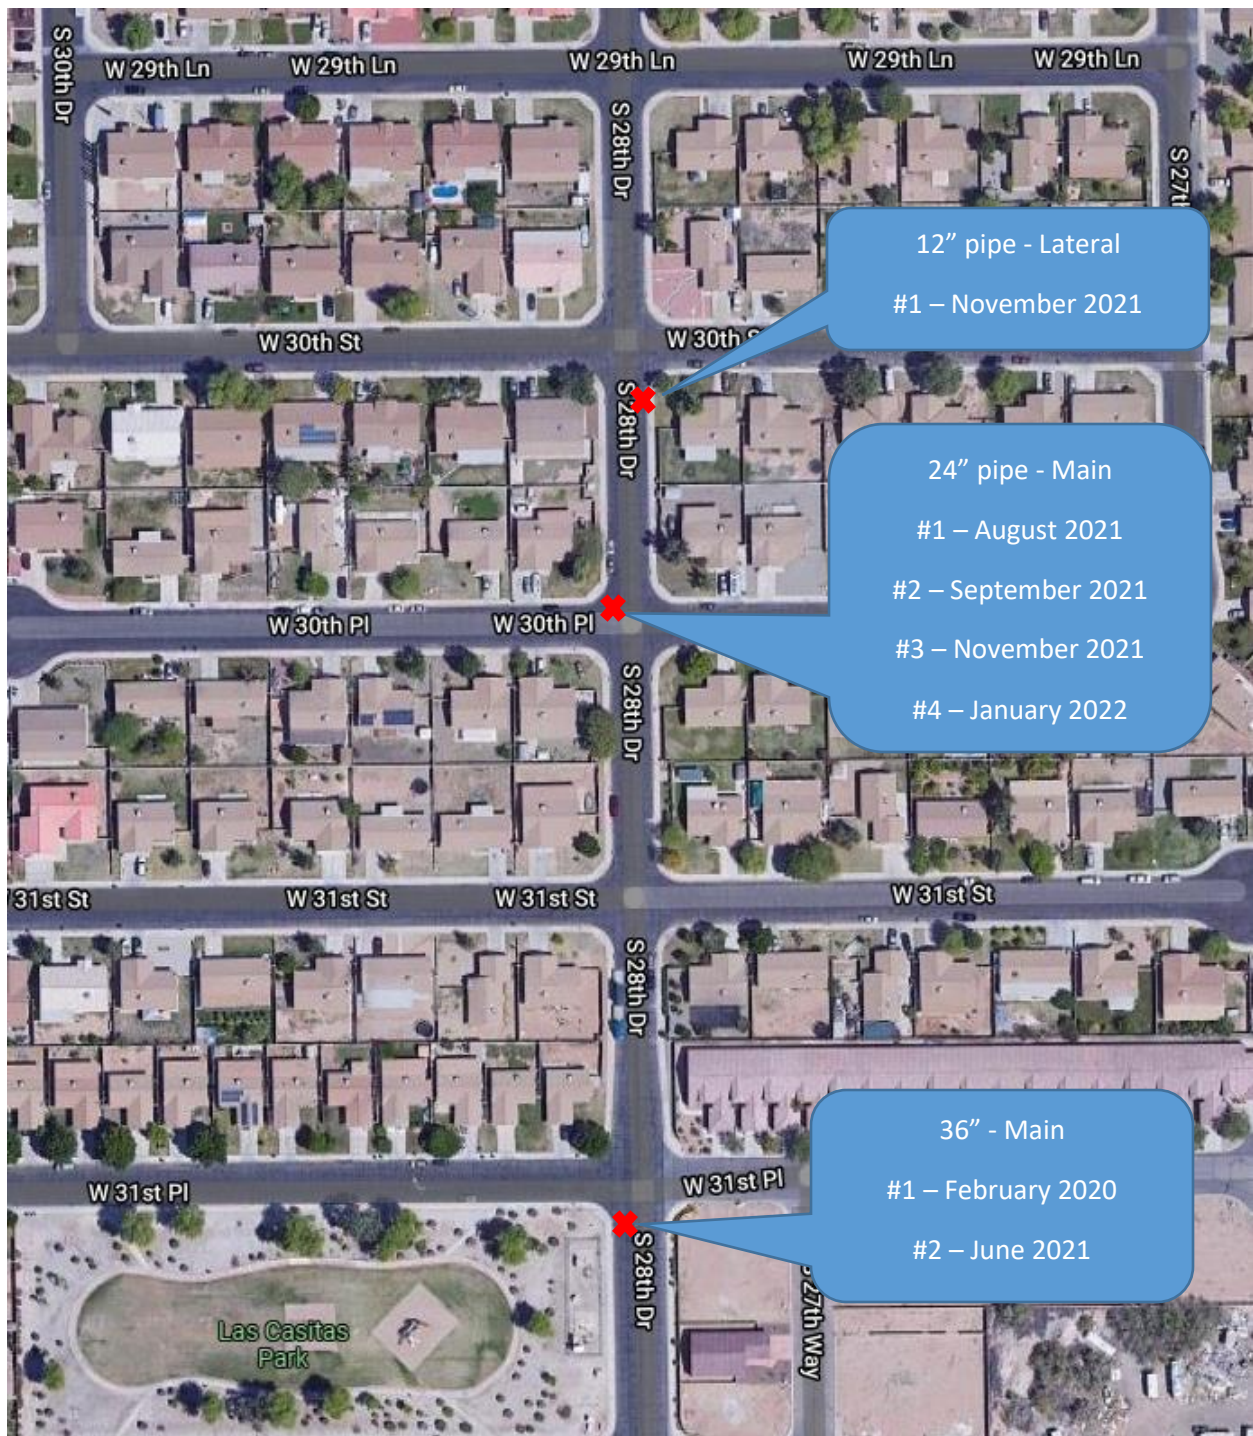 S 30th Dr
W 29th Ln
W 29th Ln
W 29th Ln
W 29th Ln
W 29th Ln
S 28th Dr
S 27th
12” pipe - Lateral
#1 – November 2021
W 30th St
W 30th S
S 28th Dr
24” pipe - Main
#1 – August 2021
#2 – September 2021
#3 – November 2021
#4 – January 2022
W 30th Pl
W 30th Pl
S 28th Dr
W 31st St
W 31st St
W 31st St
W 31st St
S 28th Dr
36” - Main
#1 – February 2020
#2 – June 2021
W 31st Pl
W 31st Pl
S 28th Dr
S 27th Way
Las Casitas
Park